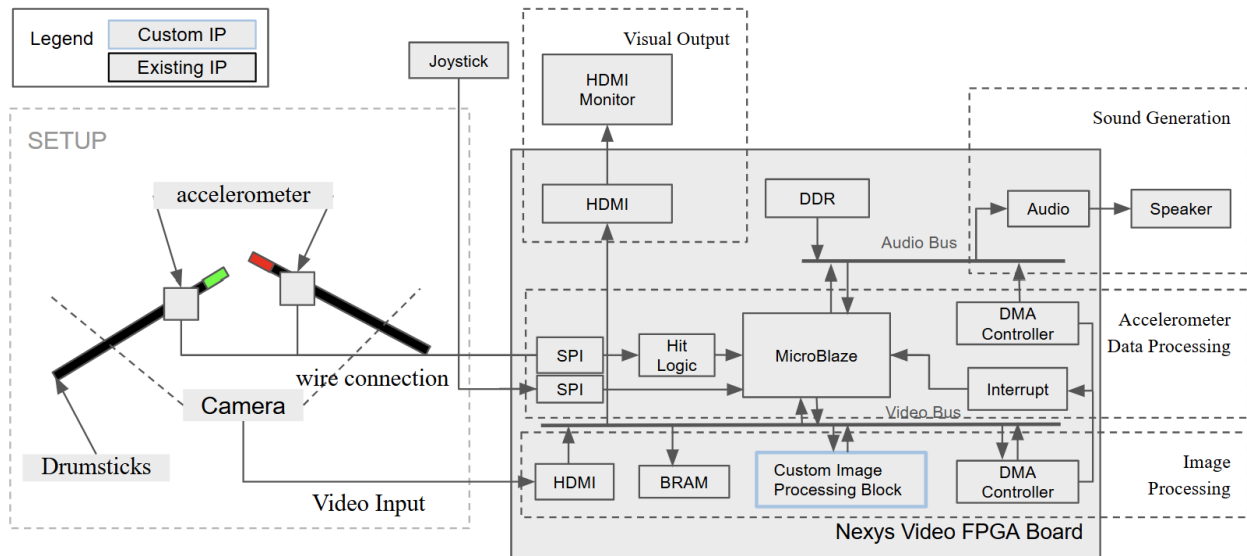 Legend
Custom IP
Existing IP
Joystick
Visual Output
HDMI
Monitor
HDMI
SETUP
accelerometer
wire connection
Camera
Drumsticks
Video Input
Sound Generation
DDR
Audio
Speaker
Audio Bus
Accelerometer
Data Processing
SPI
Hit
Logic
MicroBlaze
DMA
Controller
SPI
Interrupt
Video Bus
HDMI
BRAM
Custom Image
Processing Block
DMA
Controller
Image
Processing
Nexys Video FPGA Board